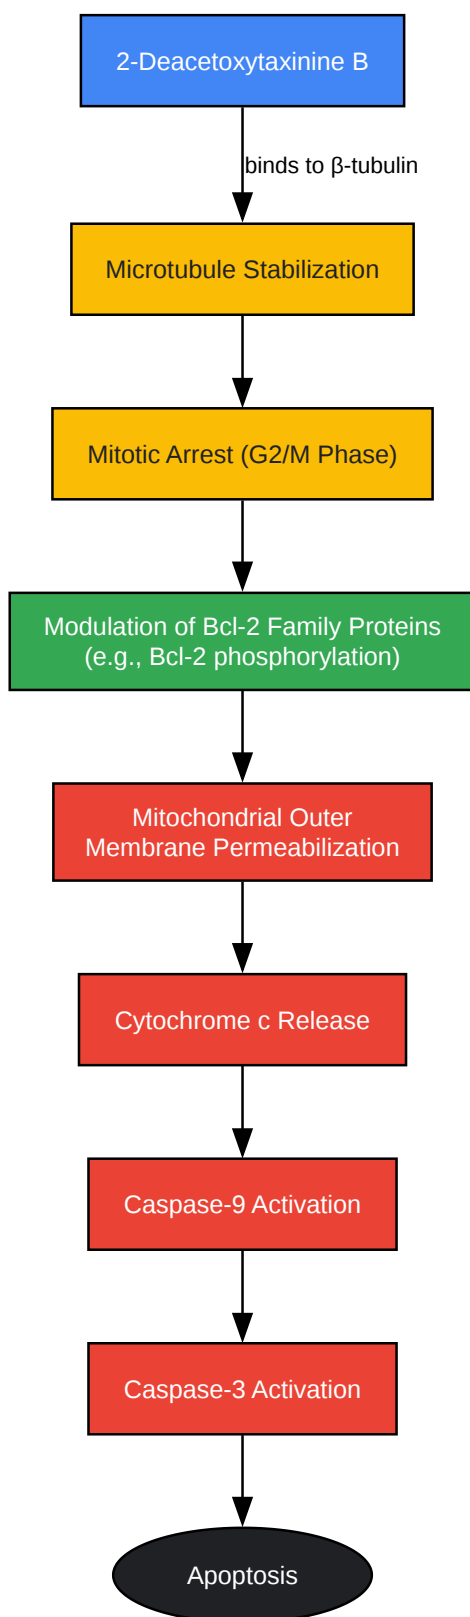 2-Deacetoxytaxinine B
binds to β-tubulin
Microtubule Stabilization
Mitotic Arrest (G2/M Phase)
Modulation of Bcl-2 Family Proteins
(e.g., Bcl-2 phosphorylation)
Mitochondrial Outer
Membrane Permeabilization
Cytochrome c Release
Caspase-9 Activation
Caspase-3 Activation
Apoptosis